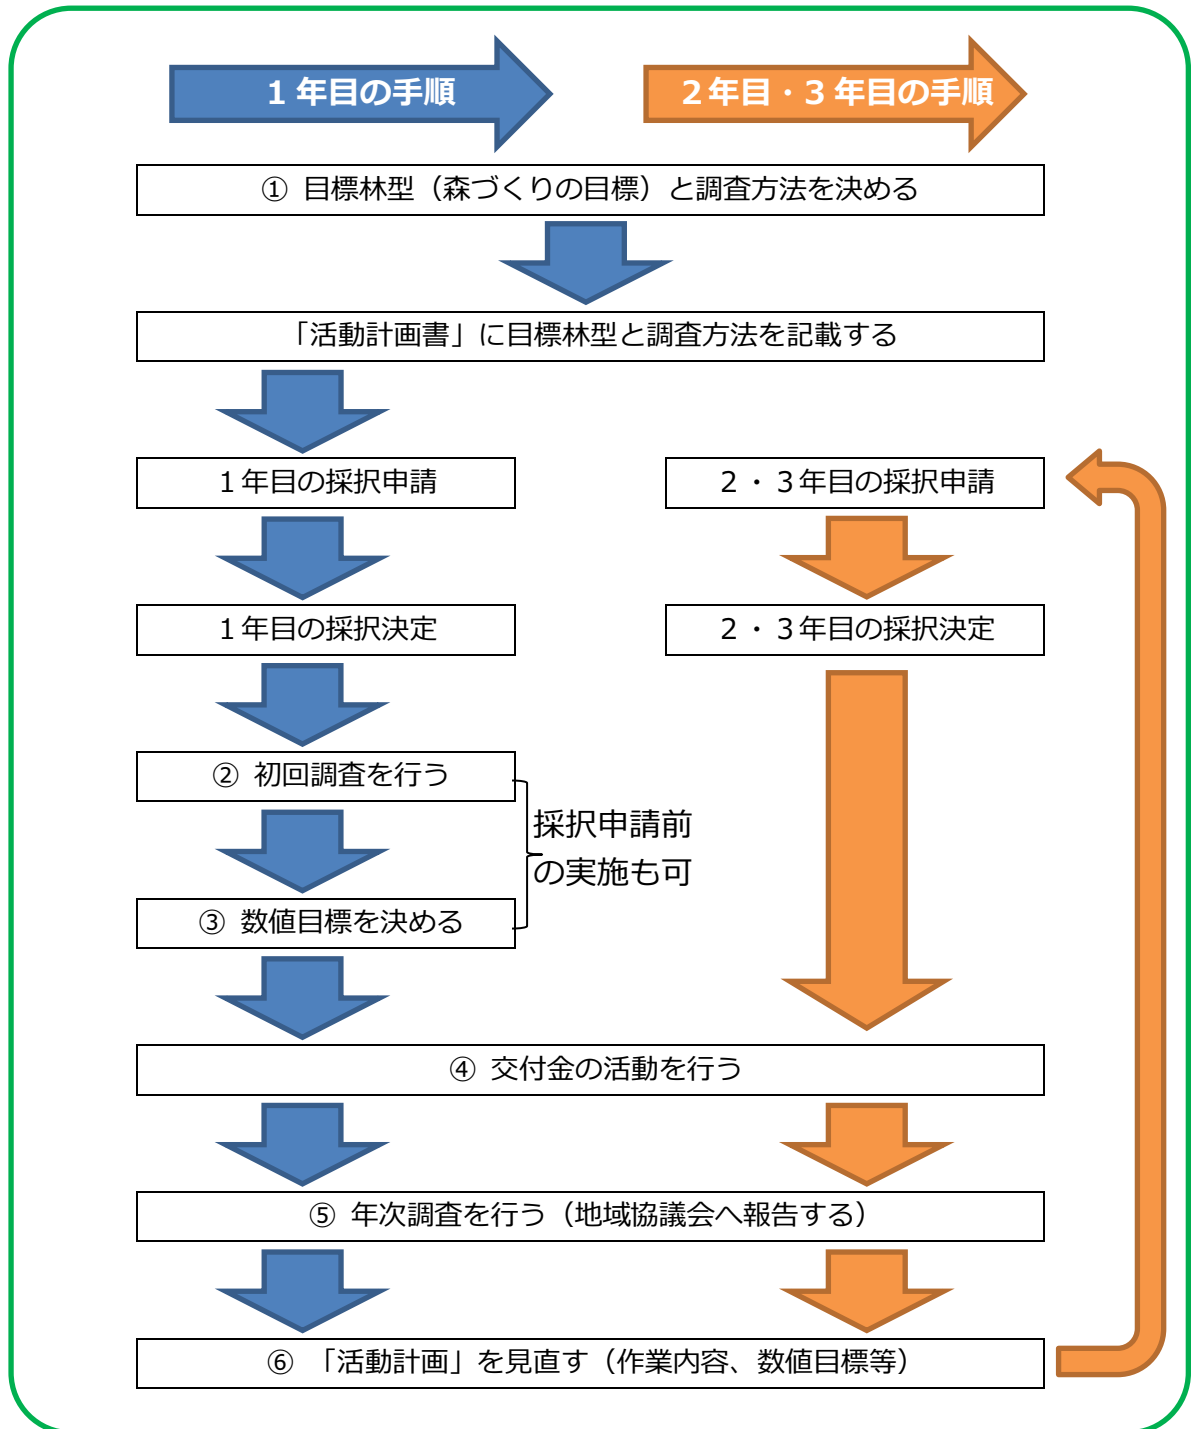 1年目の手順
2年目・3年目の手順
① 目標林型（森づくりの目標）と調査方法を決める
「活動計画書」に目標林型と調査方法を記載する
1年目の採択申請
2・3年目の採択申請
1年目の採択決定
2・3年目の採択決定
② 初回調査を行う
採択申請前
の実施も可
③ 数値目標を決める
④ 交付金の活動を行う
⑤ 年次調査を行う（地域協議会へ報告する）
⑥ 「活動計画」を見直す（作業内容、数値目標等）